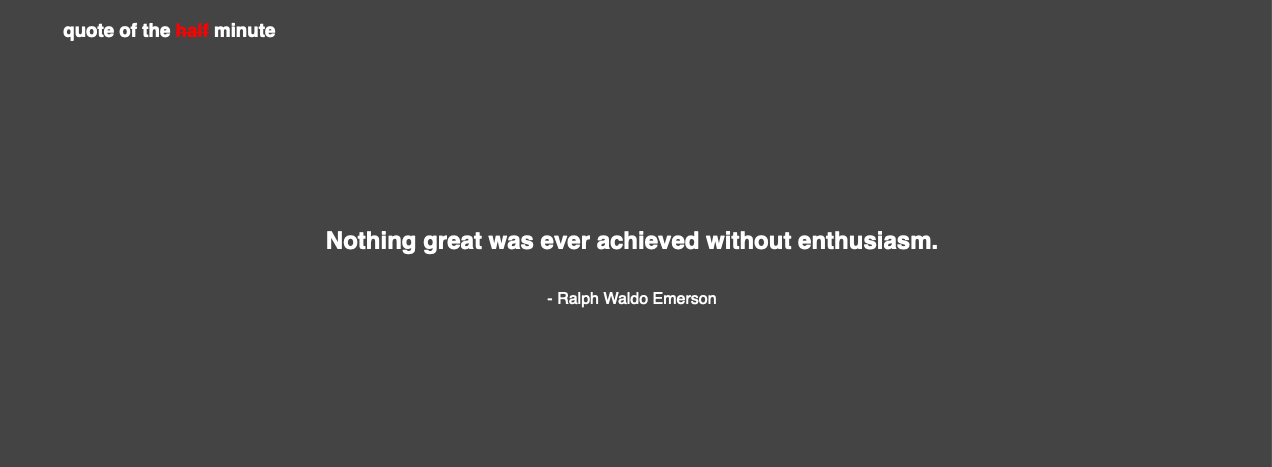 quote of the half minute
Nothing great was ever achieved without enthusiasm.
- Ralph Waldo Emerson